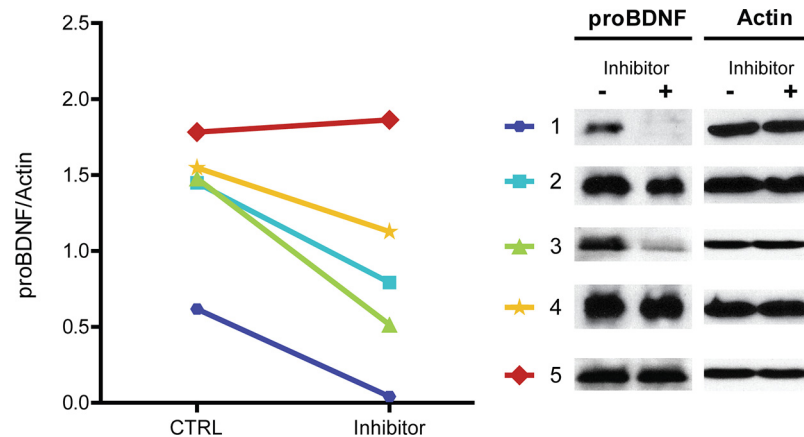 proBDNF/Actin
2.5
2.0
1.5
1.0
0.5
0.0
CTRL
Inhibitor
proBDNF
Actin
Inhibitor
Inhibitor
- +
- +
1
2
3
4
5